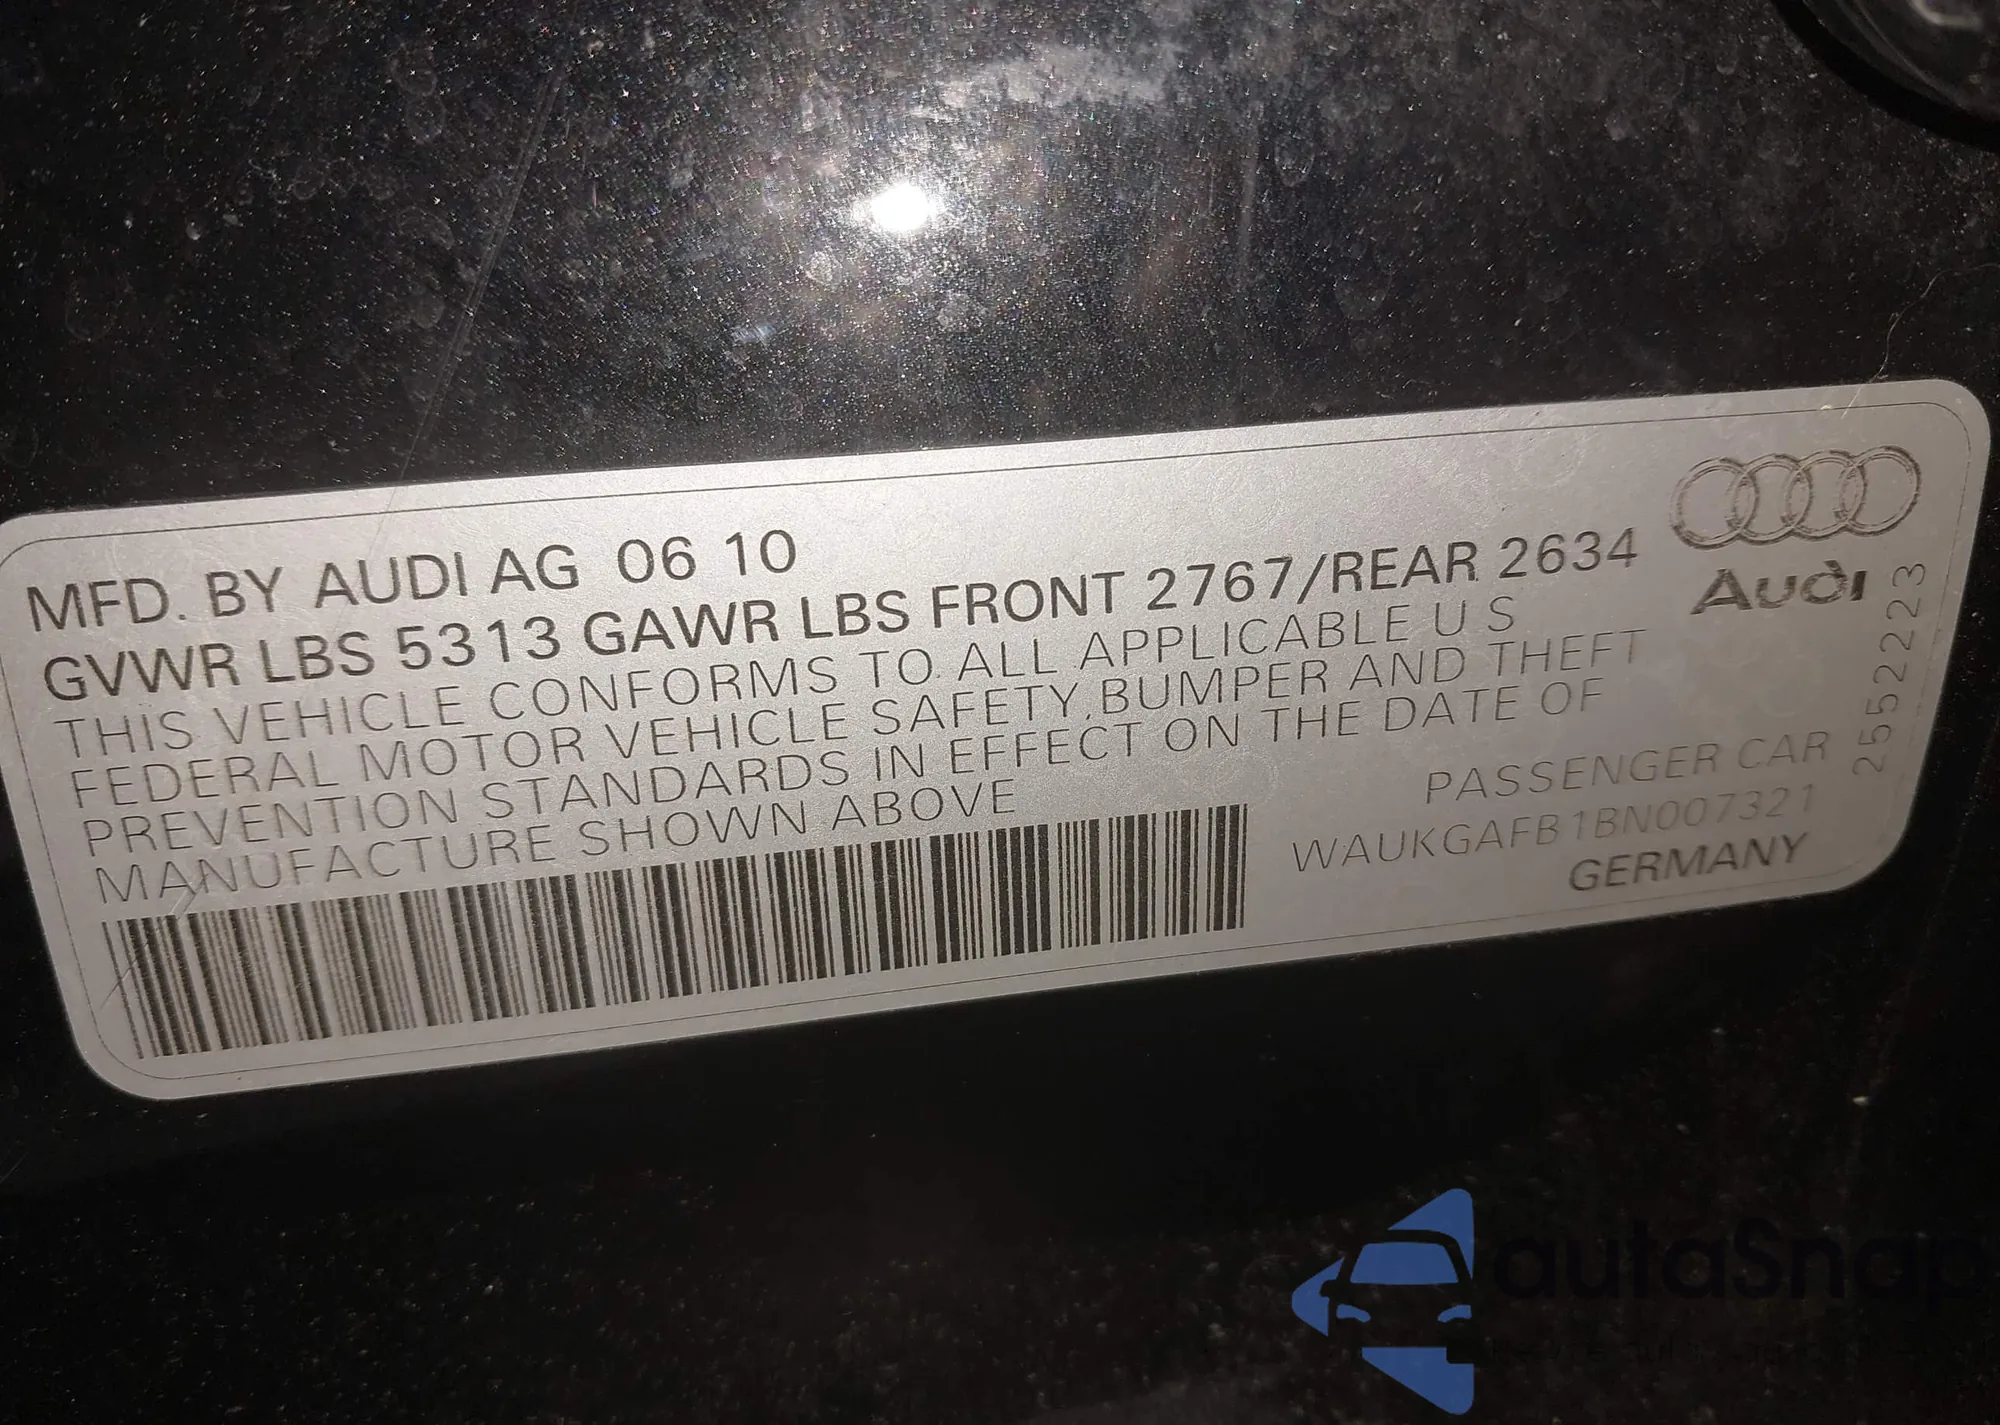 MFD. BY AUDI AG 06 10
GVWR LBS 5313 GAWR LBS FRONT 2767/REAR 2634
THIS VEHICLE CONFORMS TO ALL APPLICABLE U S
FEDERAL MOTOR VEHICLE SAFETY,BUMPER AND THEFT
PREVENTION STANDARDS IN EFFECT ON THE DATE OF
MANUFACTURE SHOWN ABOVE
Audi
2552223
PASSENGER CAR
WAUKGAFB1BN007321
GERMANY
autaSnap